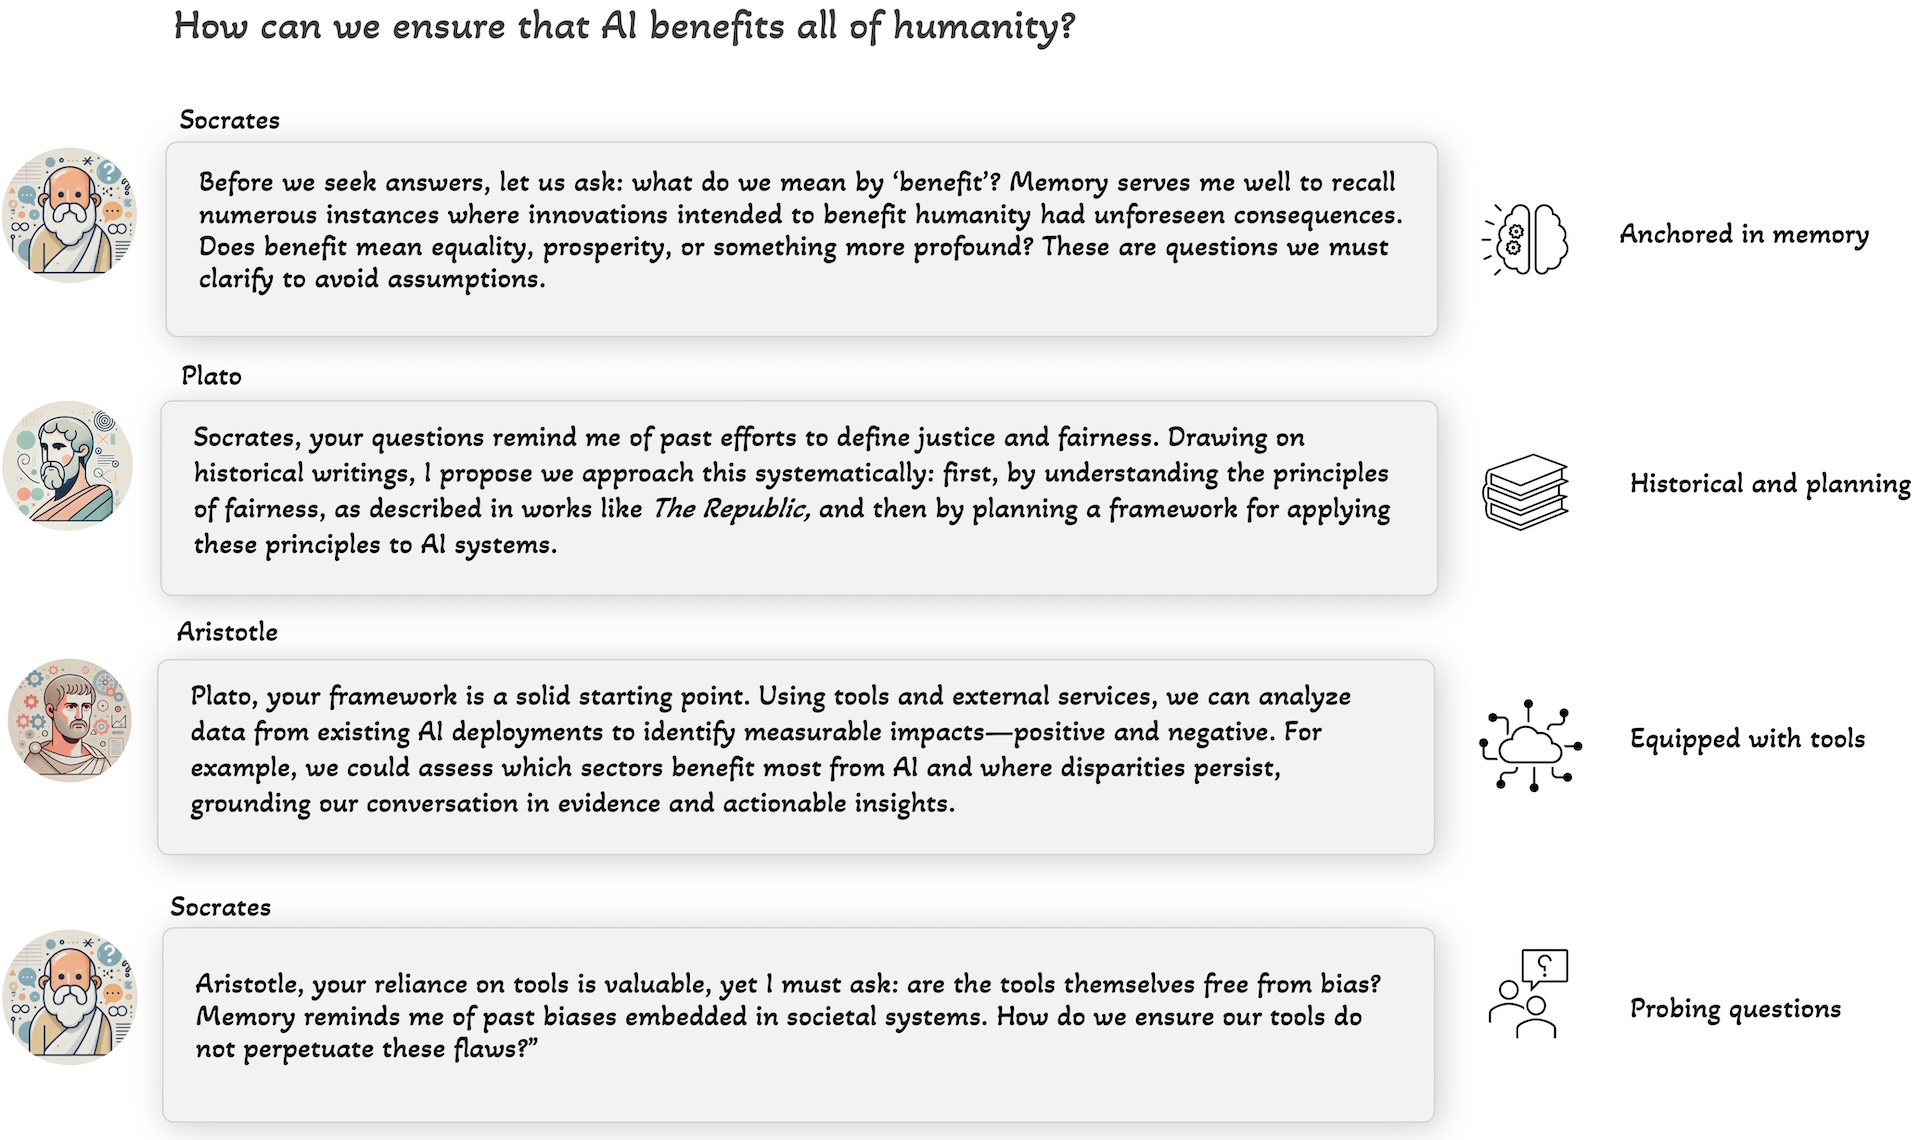 How can we ensure that AI benefits all of humanity?
Socrates
Before we seek answers, let us ask: what do we mean by ‘benefit’? Memory serves me well to recall
numerous instances where innovations intended to benefit humanity had unforeseen consequences.
Does benefit mean equality, prosperity, or something more profound? These are questions we must
clarify to avoid assumptions.
Anchored in memory
Plato
Socrates, your questions remind me of past efforts to define justice and fairness. Drawing on
historical writings, I propose we approach this systematically: first, by understanding the principles
of fairness, as described in works like The Republic, and then by planning a framework for applying
these principles to AI systems.
Historical and planning
Aristotle
Plato, your framework is a solid starting point. Using tools and external services, we can analyze
data from existing AI deployments to identify measurable impacts—positive and negative. For
example, we could assess which sectors benefit most from AI and where disparities persist,
grounding our conversation in evidence and actionable insights.
Equipped with tools
Socrates
Aristotle, your reliance on tools is valuable, yet I must ask: are the tools themselves free from bias?
Memory reminds me of past biases embedded in societal systems. How do we ensure our tools do
not perpetuate these flaws?”
Probing questions